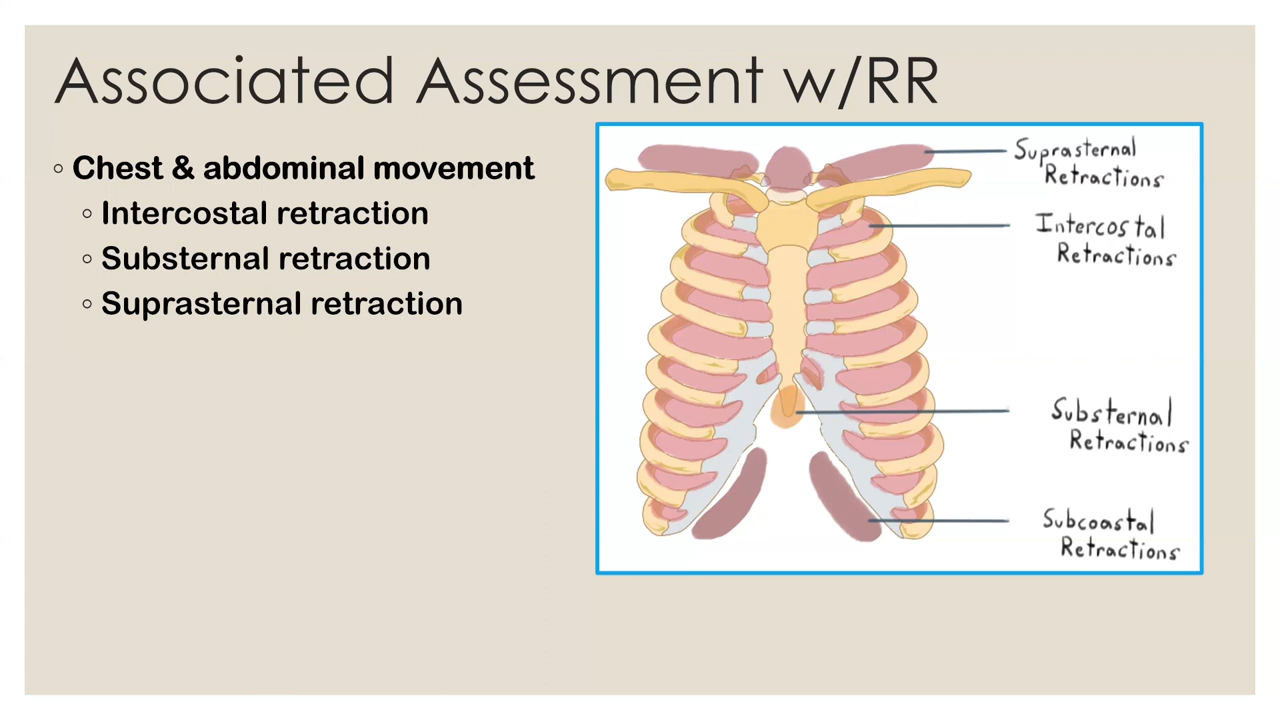 Associated Assessment w/RR
◦ Chest & abdominal movement
◦ Intercostal retraction
◦ Substernal retraction
◦ Suprasternal retraction
Suprasternal
Retractions
Intercostal
Retractions
Substernal
Retractions
Subcoastal
Retractions